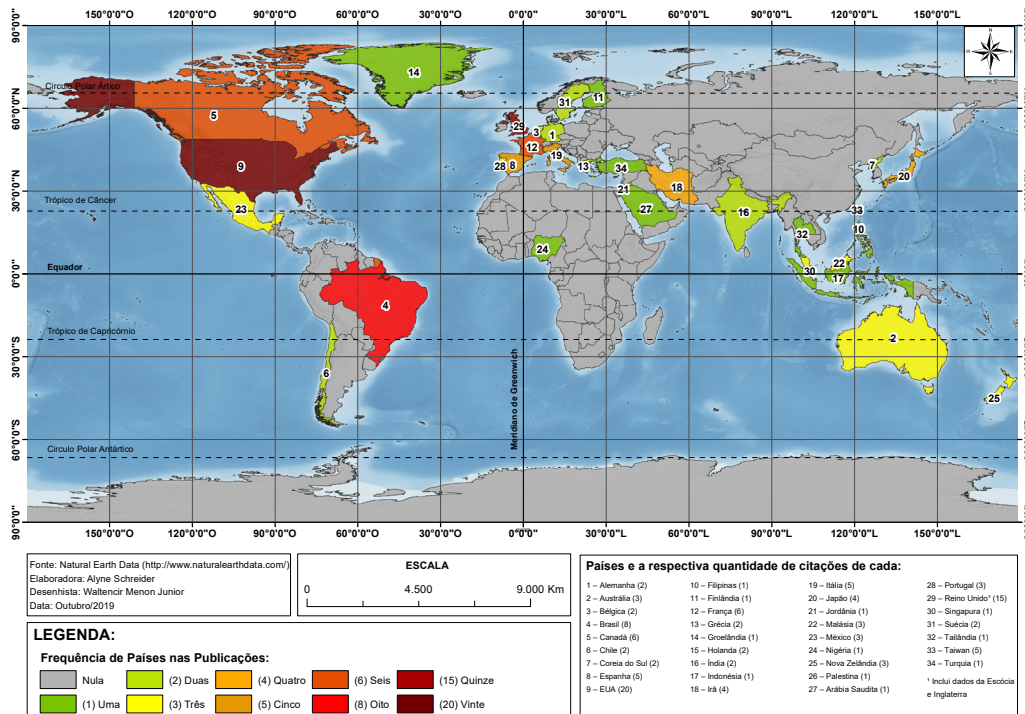 150°0'0" 120°0'0" 90°0'0" 60°0'0" 30°0'0" 0°0'0" 30°0'0" 60°0'0" 90°0'0" 120°0'0" 150°0'0"
90°0'0"N
60°0'0"N
30°0'0"N
0°0'0"
30°0'0"S
60°0'0"S
90°0'0"
Círculo Polar Ártico
Trópico de Câncer
Equador
Trópico de Capricórnio
Círculo Polar Antártico
Meridiano de Greenwich
14
5
9
23
4
6
31
11
29
3
1
12
19
28
8
13
34
21
27
18
24
16
7
20
33
10
32
22
30
17
2
25
150°0'0" 120°0'0" 90°0'0" 60°0'0" 30°0'0" 0°0'0" 30°0'0" 60°0'0" 90°0'0" 120°0'0" 150°0'0"
Fonte: Natural Earth Data (http://www.naturalearthdata.com/)
Elaboradora: Alyne Schreider
Desenhista: Waltencir Menon Junior
Data: Outubro/2019
ESCALA
0 4.500 9.000 Km
LEGENDA:
Frequência de Países nas Publicações:
Nula (2) Duas (4) Quatro (6) Seis (15) Quinze
(1) Uma (3) Três (5) Cinco (8) Oito (20) Vinte
Países e a respectiva quantidade de citações de cada:
1 – Alemanha (2)
2 – Austrália (3)
3 – Bélgica (2)
4 – Brasil (8)
5 – Canadá (6)
6 – Chile (2)
7 – Coreia do Sul (2)
8 – Espanha (5)
9 – EUA (20)
10 – Filipinas (1)
11 – Finlândia (1)
12 – França (6)
13 – Grécia (2)
14 – Groelândia (1)
15 – Holanda (2)
16 – Índia (2)
17 – Indonésia (1)
18 – Irã (4)
19 – Itália (5)
20 – Japão (4)
21 – Jordânia (1)
22 – Malásia (3)
23 – México (3)
24 – Nigéria (1)
25 – Nova Zelândia (3)
26 – Palestina (1)
27 – Arábia Saudita (1)
28 – Portugal (3)
29 – Reino Unido¹ (15)
30 – Singapura (1)
31 – Suécia (2)
32 – Tailândia (1)
33 – Taiwan (5)
34 – Turquia (1)
¹ Inclui dados da Escócia
e Inglaterra